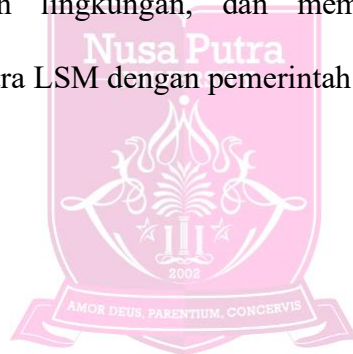 n lingkungan, dan mem
Nusa Putra
ra LSM dengan pemerintah
2002
AMOR DEUS, PARENTIUM, CONCERVIS